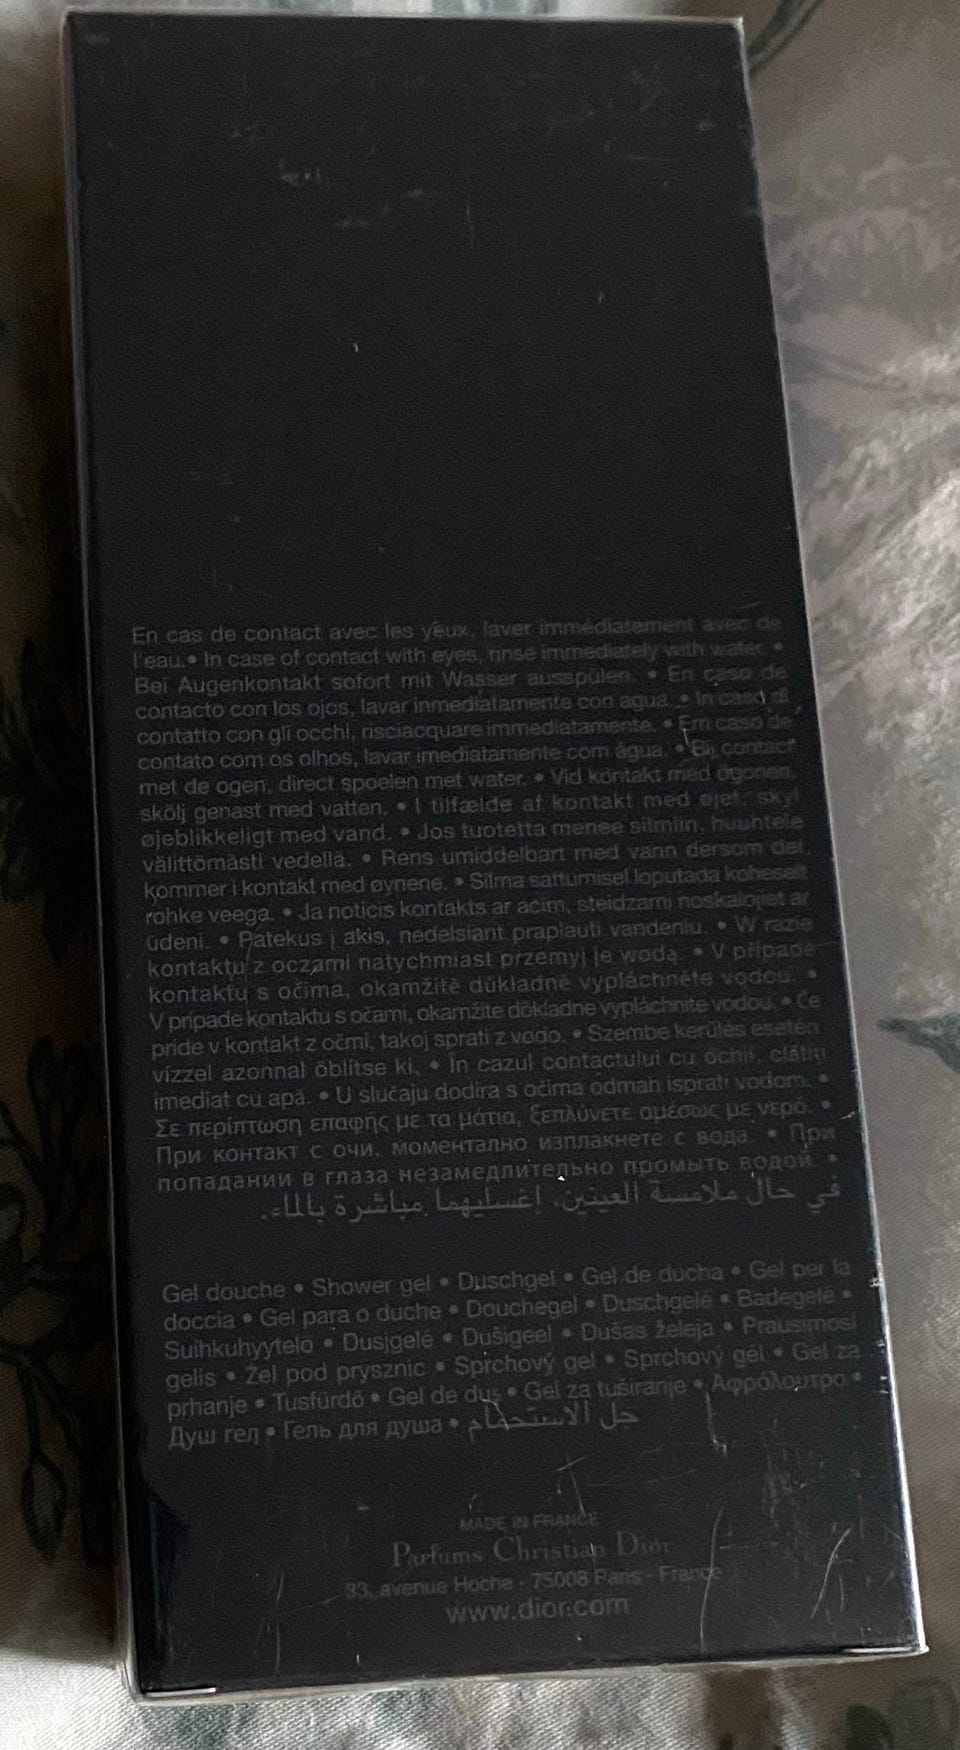 En cas de contact avec les yeux, laver immédiatement avec de
l'eau. • In case of contact with eyes, rinse immediately with water. •
Bei Augenkontakt sofort mit Wasser ausspülen. • En caso de
contacto con los ojos, lavar inmediatamente con agua. • In caso di
contatto con gli occhi, risciacquare immediatamente. • Em caso de
contato com os olhos, lavar imediatamente com água. • Bij contact
met de ogen, direct spoelen met water. • Vid kontakt med ögonen,
skölj genast med vatten. • I tilfælde af kontakt med øjet, skyl
øjeblikkeligt med vand. • Jos tuotetta menee silmiin, huuhtele
välittömästi vedellä. • Rens umiddelbart med vann dersom det
kommer i kontakt med øynene. • Silma sattumisel loputada koheselt
rohke veega. • Ja noticis kontakts ar acīm, steidzami noskalojiet ar
ūdeni. • Patekus į akis, nedelsiant praplauti vandeniu. • W razie
kontaktu z oczami natychmiast przemyj je wodą. • V případě
kontaktu s očima, okamžitě důkladně vypláchněte vodou. •
V prípade kontaktu s očami, okamžite dôkladne vypláchnite vodou. • Če
pride v kontakt z očmi, takoj sprati z vodo. • Szembe kerülés esetén
vízzel azonnal öblítse ki. • În cazul contactului cu ochii, clătiți
imediat cu apă. • U slučaju dodira s očima odmah isprati vodom. •
Σε περίπτωση επαφής με τα μάτια, ξεπλύνετε αμέσως με νερό. •
При контакт с очи, моментално изплакнете с вода. • При
попадании в глаза незамедлительно промыть водой. •
في حال ملامسة العينين، إغسليهما مباشرة بالماء.
Gel douche • Shower gel • Duschgel • Gel de ducha • Gel per la
doccia • Gel para o duche • Douchegel • Duschgelé • Badegelé •
Suihkuhyytelö • Dusjgelé • Dušigeel • Dušas želeja • Prausimosi
gelis • Żel pod prysznic • Sprchový gel • Sprchový gél • Gel za
prhanje • Tusfürdő • Gel de duș • Gel za tuširanje • Αφρόλουτρο •
Душ гел • Гель для душа • جل الاستحمام
MADE IN FRANCE
Parfums Christian Dior
33, avenue Hoche - 75008 Paris - France
www.dior.com